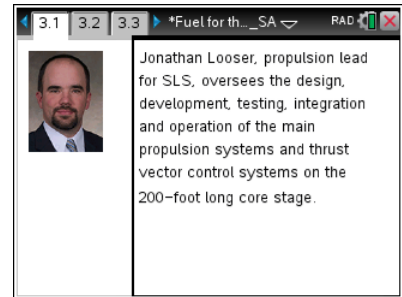 3.1 3.2 3.3 *Fuel for th..._SA RAD
Jonathan Looser, propulsion lead
for SLS, oversees the design,
development, testing, integration
and operation of the main
propulsion systems and thrust
vector control systems on the
200-foot long core stage.